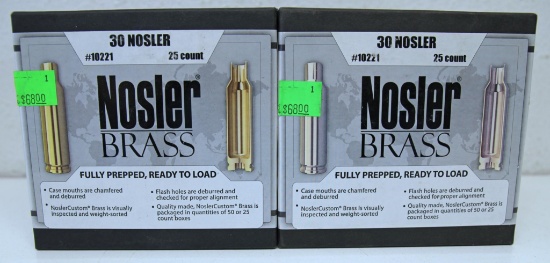 30 NOSLER
#10221 25 count
1
$68.00
Nosler®
BRASS
FULLY PREPPED, READY TO LOAD
• Case mouths are chamfered and deburred
• NoslerCustom® Brass is visually inspected and weight-sorted
• Flash holes are deburred and checked for proper alignment
• Quality made, NoslerCustom® Brass is packaged in quantities of 50 or 25 count boxes
30 NOSLER
#10221 25 count
1
$68.00
Nosler®
BRASS
FULLY PREPPED, READY TO LOAD
• Case mouths are chamfered and deburred
• NoslerCustom® Brass is visually inspected and weight-sorted
• Flash holes are deburred and checked for proper alignment
• Quality made, NoslerCustom® Brass is packaged in quantities of 50 or 25 count boxes